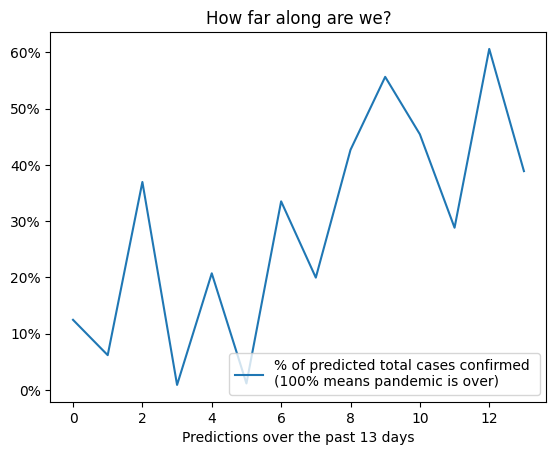 How far along are we?
60%
50%
40%
30%
20%
10%
0%
% of predicted total cases confirmed
(100% means pandemic is over)
0 2 4 6 8 10 12
Predictions over the past 13 days